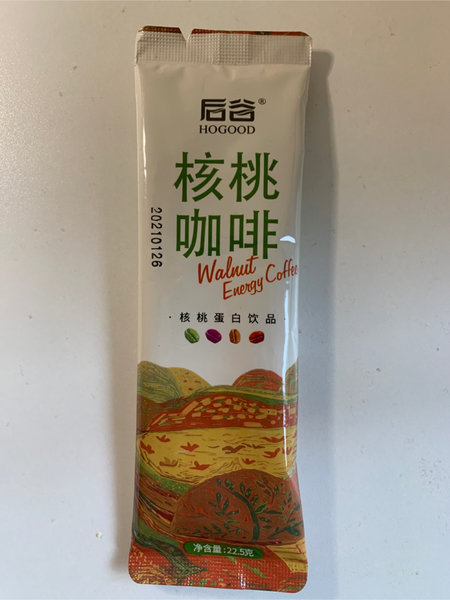 后谷®
HOGOOD
核桃
咖啡
Walnut
Energy Coffee
·核桃蛋白饮品·
20210126
净含量:22.5克